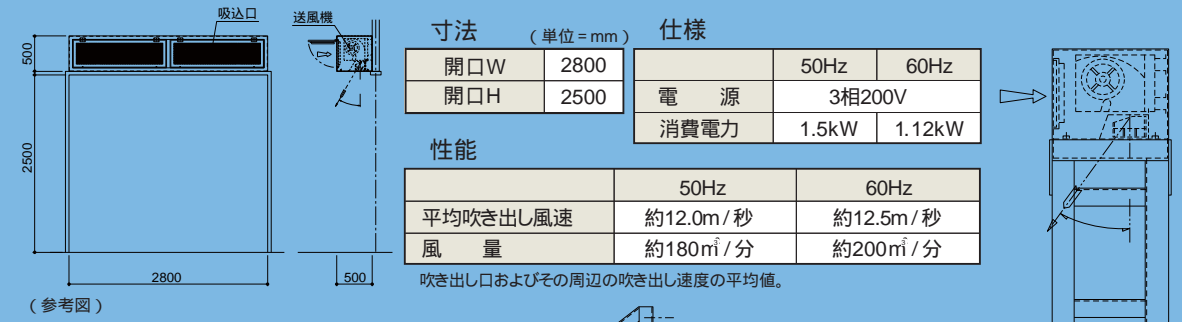 吸込口
送風機
500
2500
2800
500
(参考図)
寸法 (単位=mm)
開口W 2800
開口H 2500
仕様
50Hz 60Hz
電 源 3相200V
消費電力 1.5kW 1.12kW
性能
50Hz 60Hz
平均吹き出し風速 約12.0m/秒 約12.5m/秒
風 量 約180㎥/分 約200㎥/分
吹き出し口およびその周辺の吹き出し速度の平均値。